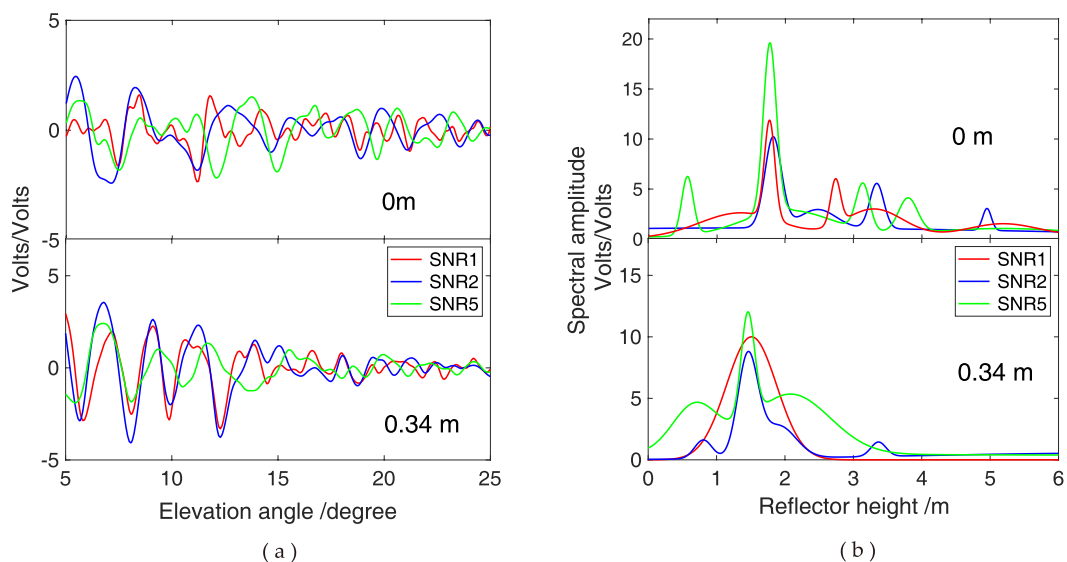 5
0
-5
0m
5
0
-5
SNR1
SNR2
SNR5
0.34 m
5 10 15 20 25
Volts/Volts
Elevation angle /degree
( a )
20
15
10
5
0
0 m
15
10
5
0
SNR1
SNR2
SNR5
0.34 m
0 1 2 3 4 5 6
Spectral amplitude
Volts/Volts
Reflector height /m
( b )